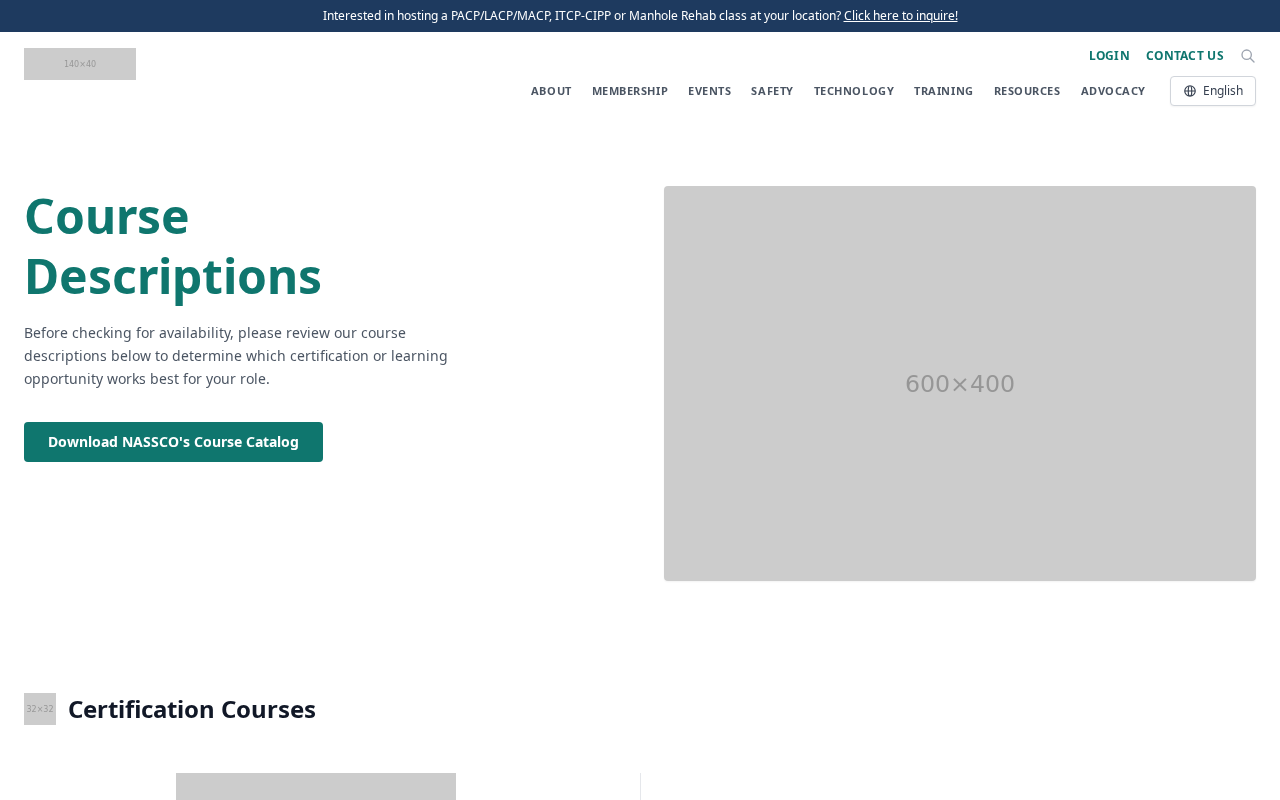 Interested in hosting a PACP/LACP/MACP, ITCP-CIPP or Manhole Rehab class at your location? Click here to inquire!
140×40
LOGIN CONTACT US
ABOUT MEMBERSHIP EVENTS SAFETY TECHNOLOGY TRAINING RESOURCES ADVOCACY English
Course
Descriptions
Before checking for availability, please review our course
descriptions below to determine which certification or learning
opportunity works best for your role.
Download NASSCO's Course Catalog
600×400
32×32
Certification Courses